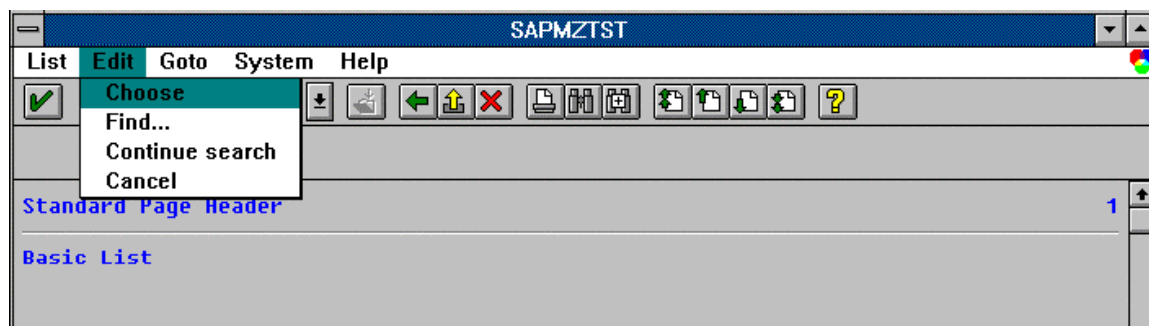 SAPMZTST
List Edit Goto System Help
Choose
Find...
Continue search
Cancel
Standard Page Header 1
Basic List